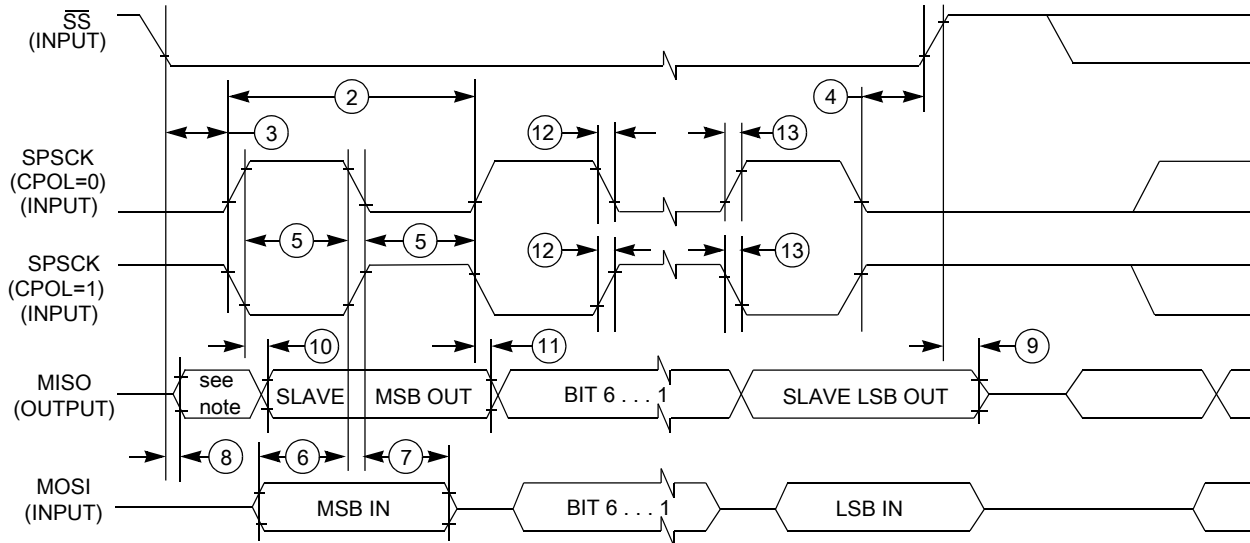 SS
(INPUT)
2
4
3
12
13
SPSCK
(CPOL=0)
(INPUT)
5
5
12
13
SPSCK
(CPOL=1)
(INPUT)
10
11
9
MISO
(OUTPUT)
see
note
SLAVE
MSB OUT
BIT 6 . . . 1
SLAVE LSB OUT
8
6
7
MOSI
(INPUT)
MSB IN
BIT 6 . . . 1
LSB IN